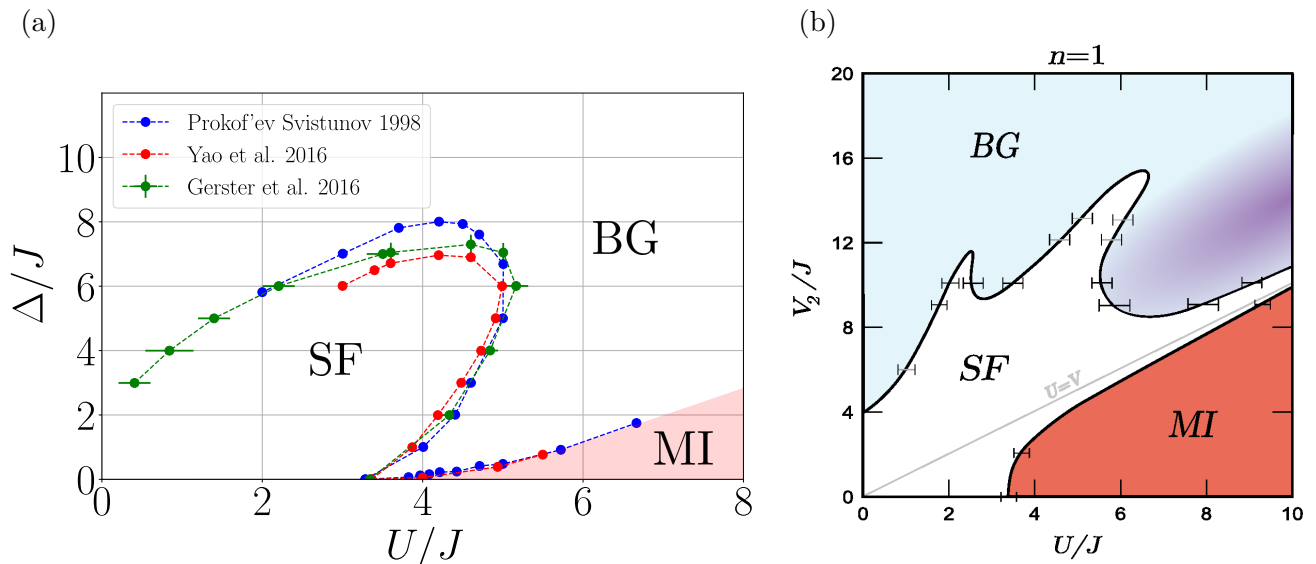 (a)
10
8
6
4
2
0
Δ/J
Prokof'ev Svistunov 1998
Yao et al. 2016
Gerster et al. 2016
BG
SF
MI
0 2 4 6 8
U/J
(b)
n=1
20
16
12
8
4
0
V₂/J
BG
SF
U=V
MI
0 2 4 6 8 10
U/J